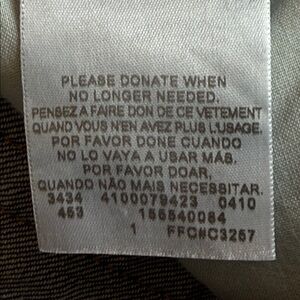 PLEASE DONATE WHEN
NO LONGER NEEDED.
PENSEZ A FAIRE DON DE CE VETEMENT
QUAND VOUS N'EN AVEZ PLUS L'USAGE.
POR FAVOR DONE CUANDO
NO LO VAYA A USAR MÁS.
POR FAVOR DOAR,
QUANDO NÃO MAIS NECESSITAR.
3434 4100079423 0410
453 155540084
1 FFC#C3257